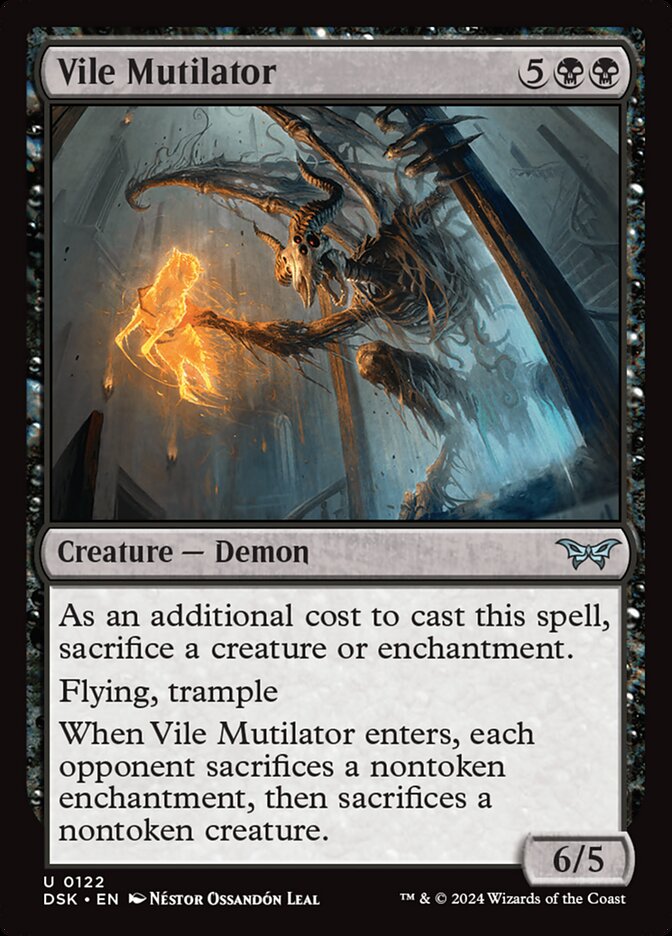 Vile Mutilator 5
Creature — Demon
As an additional cost to cast this spell,
sacrifice a creature or enchantment.
Flying, trample
When Vile Mutilator enters, each
opponent sacrifices a nontoken
enchantment, then sacrifices a
nontoken creature.
6/5
U 0122
DSK • EN Néstor Ossandón Leal ™ & © 2024 Wizards of the Coast